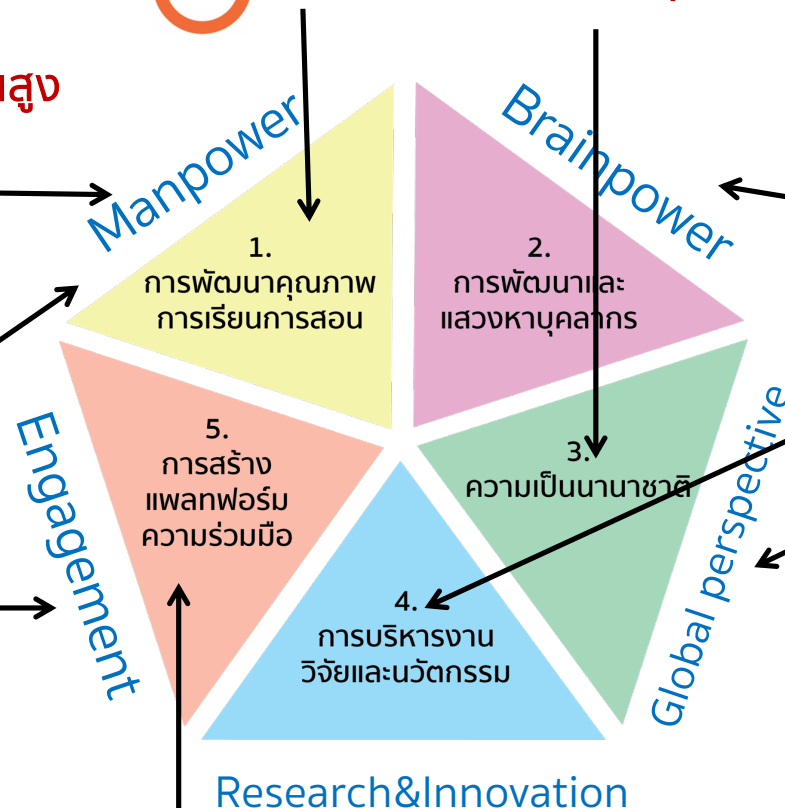 สูง
Manpower
Brainpower
1.
การพัฒนาคุณภาพ
การเรียนการสอน
2.
การพัฒนาและ
แสวงหาบุคลากร
3.
ความเป็นนานาชาติ
Global perspective
4.
การบริหารงาน
วิจัยและนวัตกรรม
Research&Innovation
5.
การสร้าง
แพลทฟอร์ม
ความร่วมมือ
Engagement